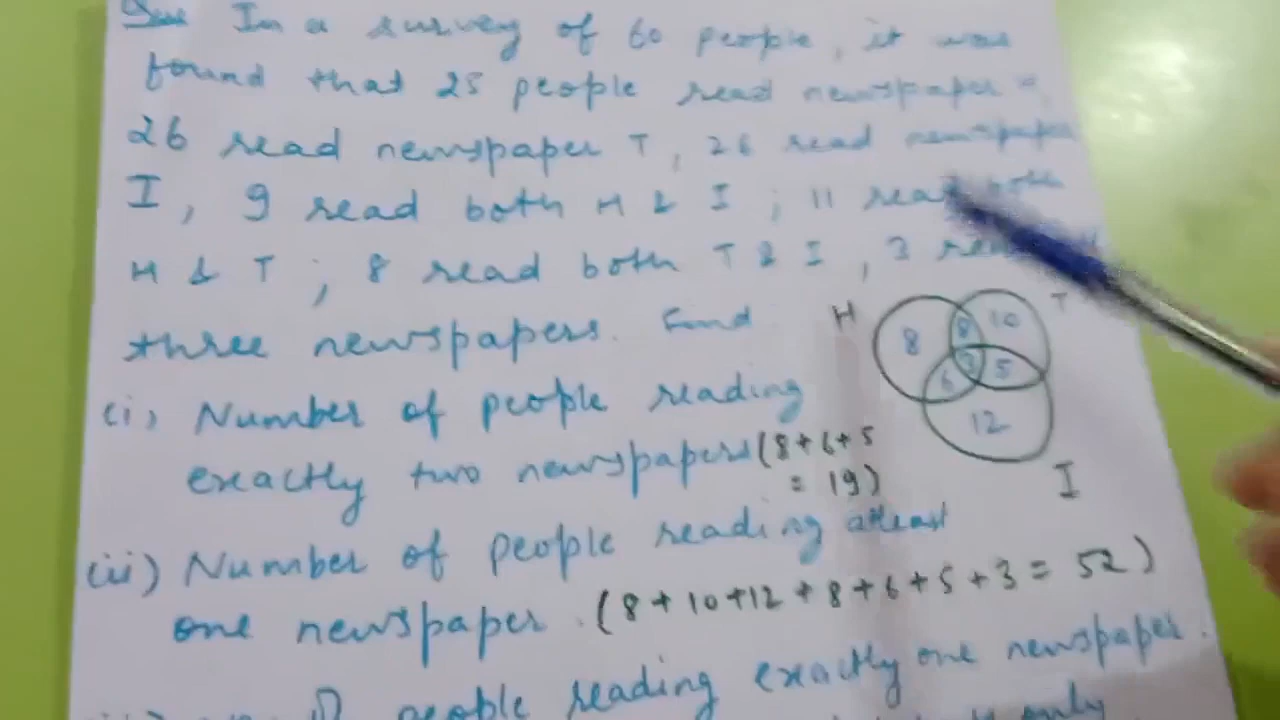 Ques In a survey of 60 people, it was
found that 25 people read newspaper H,
26 read newspaper T, 26 read newspaper
I, 9 read both H & I ; 11 read both
H & T ; 8 read both T & I , 3 read
three newspapers. Find
H T
8 8 10
6 3 5
12
I
(i) Number of people reading
exactly two newspapers (8+6+5
= 19)
(ii) Number of people reading atleast
one newspaper . (8 + 10 + 12 + 8 + 6 + 5 + 3 = 52)
people reading exactly one newspaper.
only